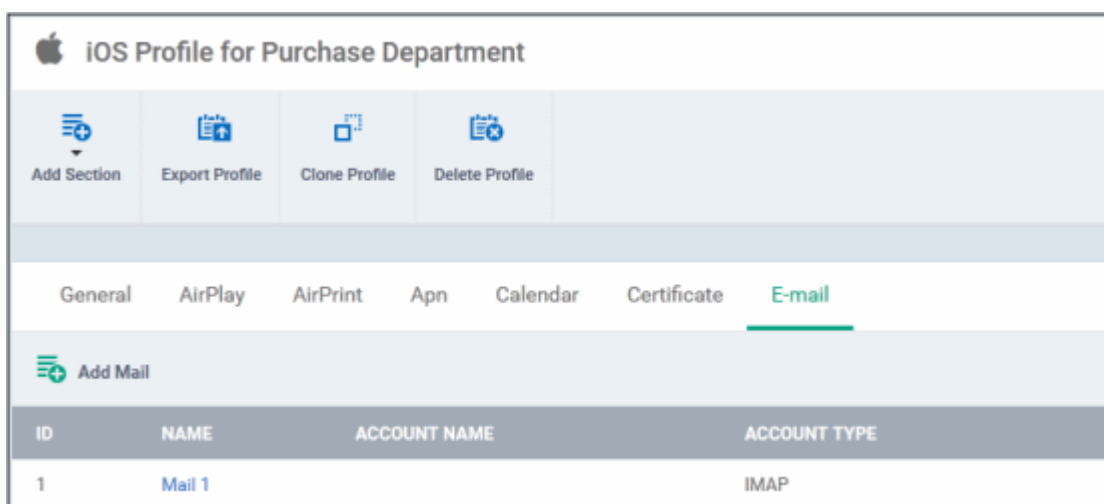 iOS Profile for Purchase Department
Add Section Export Profile Clone Profile Delete Profile
General AirPlay AirPrint Apn Calendar Certificate E-mail
Add Mail
ID NAME ACCOUNT NAME ACCOUNT TYPE
1 Mail 1 IMAP